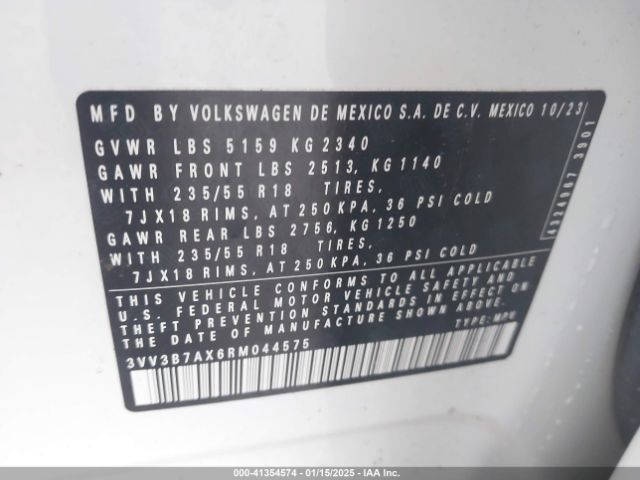 MFD BY VOLKSWAGEN DE MEXICO S.A. DE C.V. MEXICO 10/23
GVWR LBS 5159 KG 2340
GAWR FRONT LBS 2513, KG 1140
WITH 235/55 R18 TIRES,
7JX18 RIMS, AT 250 KPA, 36 PSI COLD
GAWR REAR LBS 2756, KG 1250
WITH 235/55 R18 TIRES,
7JX18 RIMS, AT 250 KPA, 36 PSI COLD
THIS VEHICLE CONFORMS TO ALL APPLICABLE
U.S. FEDERAL MOTOR VEHICLE SAFETY AND
THEFT PREVENTION STANDARDS IN EFFECT ON
THE DATE OF MANUFACTURE SHOWN ABOVE.
3VV3B7AX6RM044575 TYPE: MPV
3901
000-41354574 | 01/15/2025 - IAA Inc.